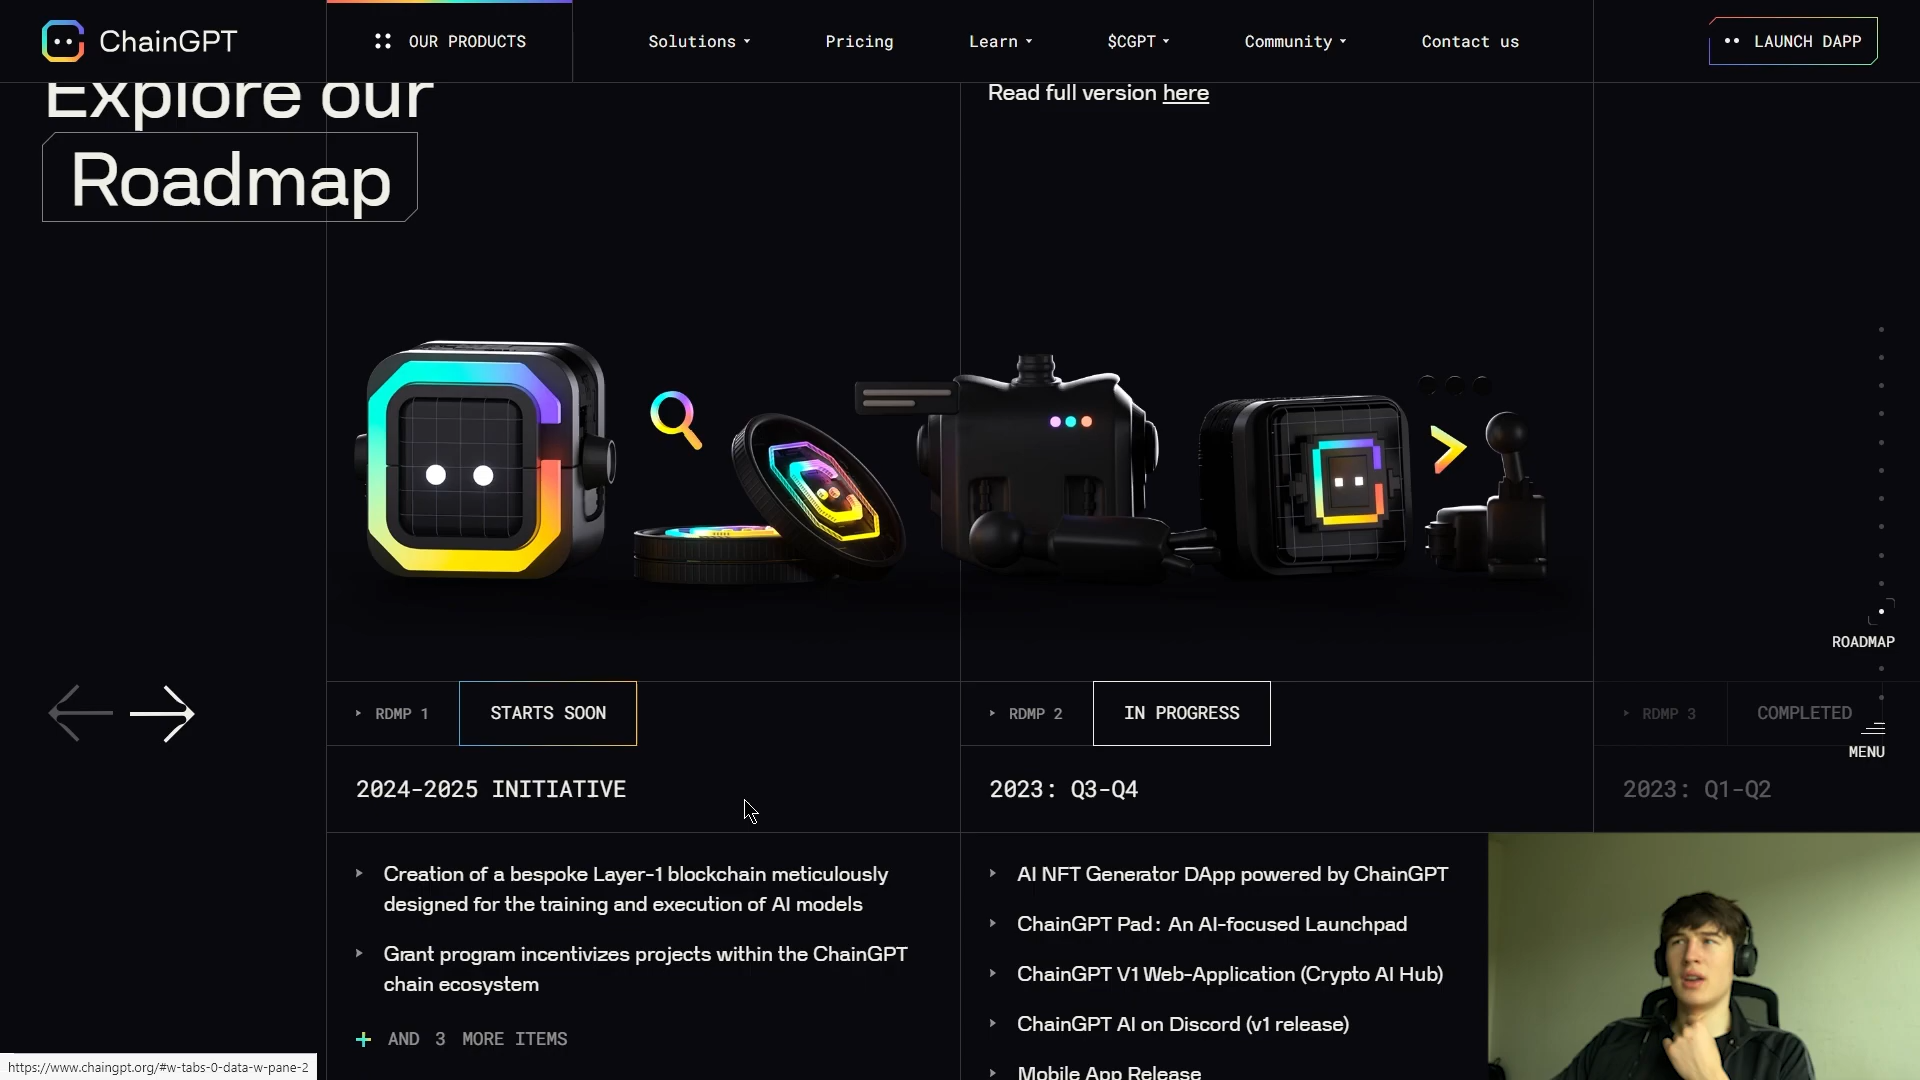 ChainGPT
OUR PRODUCTS
Solutions
Pricing
Learn
$CGPT
Community
Contact us
LAUNCH DAPP
Explore our
Roadmap
Read full version here
ROADMAP
MENU
RDMP 1
STARTS SOON
2024-2025 INITIATIVE
Creation of a bespoke Layer-1 blockchain meticulously
designed for the training and execution of AI models
Grant program incentivizes projects within the ChainGPT
chain ecosystem
+ AND 3 MORE ITEMS
RDMP 2
IN PROGRESS
2023: Q3-Q4
AI NFT Generator DApp powered by ChainGPT
ChainGPT Pad: An AI-focused Launchpad
ChainGPT V1 Web-Application (Crypto AI Hub)
ChainGPT AI on Discord (v1 release)
Mobile App Release
RDMP 3
COMPLETED
2023: Q1-Q2
https://www.chaingpt.org/#w-tabs-0-data-w-pane-2